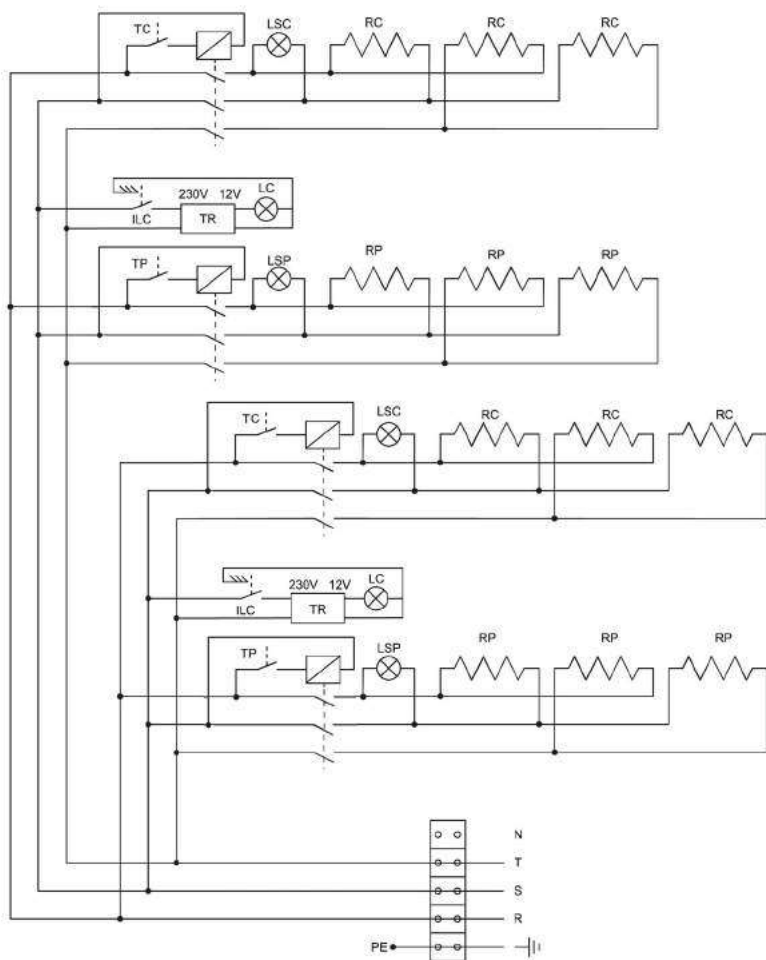 TC LSC RC RC RC
230V 12V LC
ILC TR
TP LSP RP RP RP
TC LSC RC RC RC
230V 12V LC
ILC TR
TP LSP RP RP RP
N
T
S
R
PE